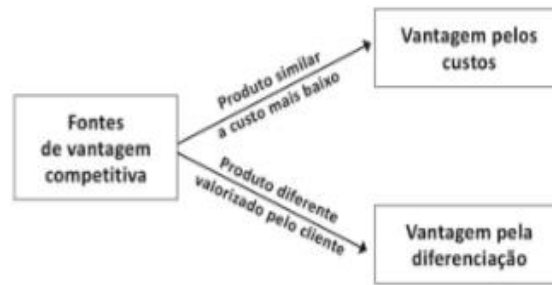 Fontes
de vantagem
competitiva
Produto similar
a custo mais baixo
Vantagem pelos
custos
Produto diferente
valorizado pelo cliente
Vantagem pela
diferenciação